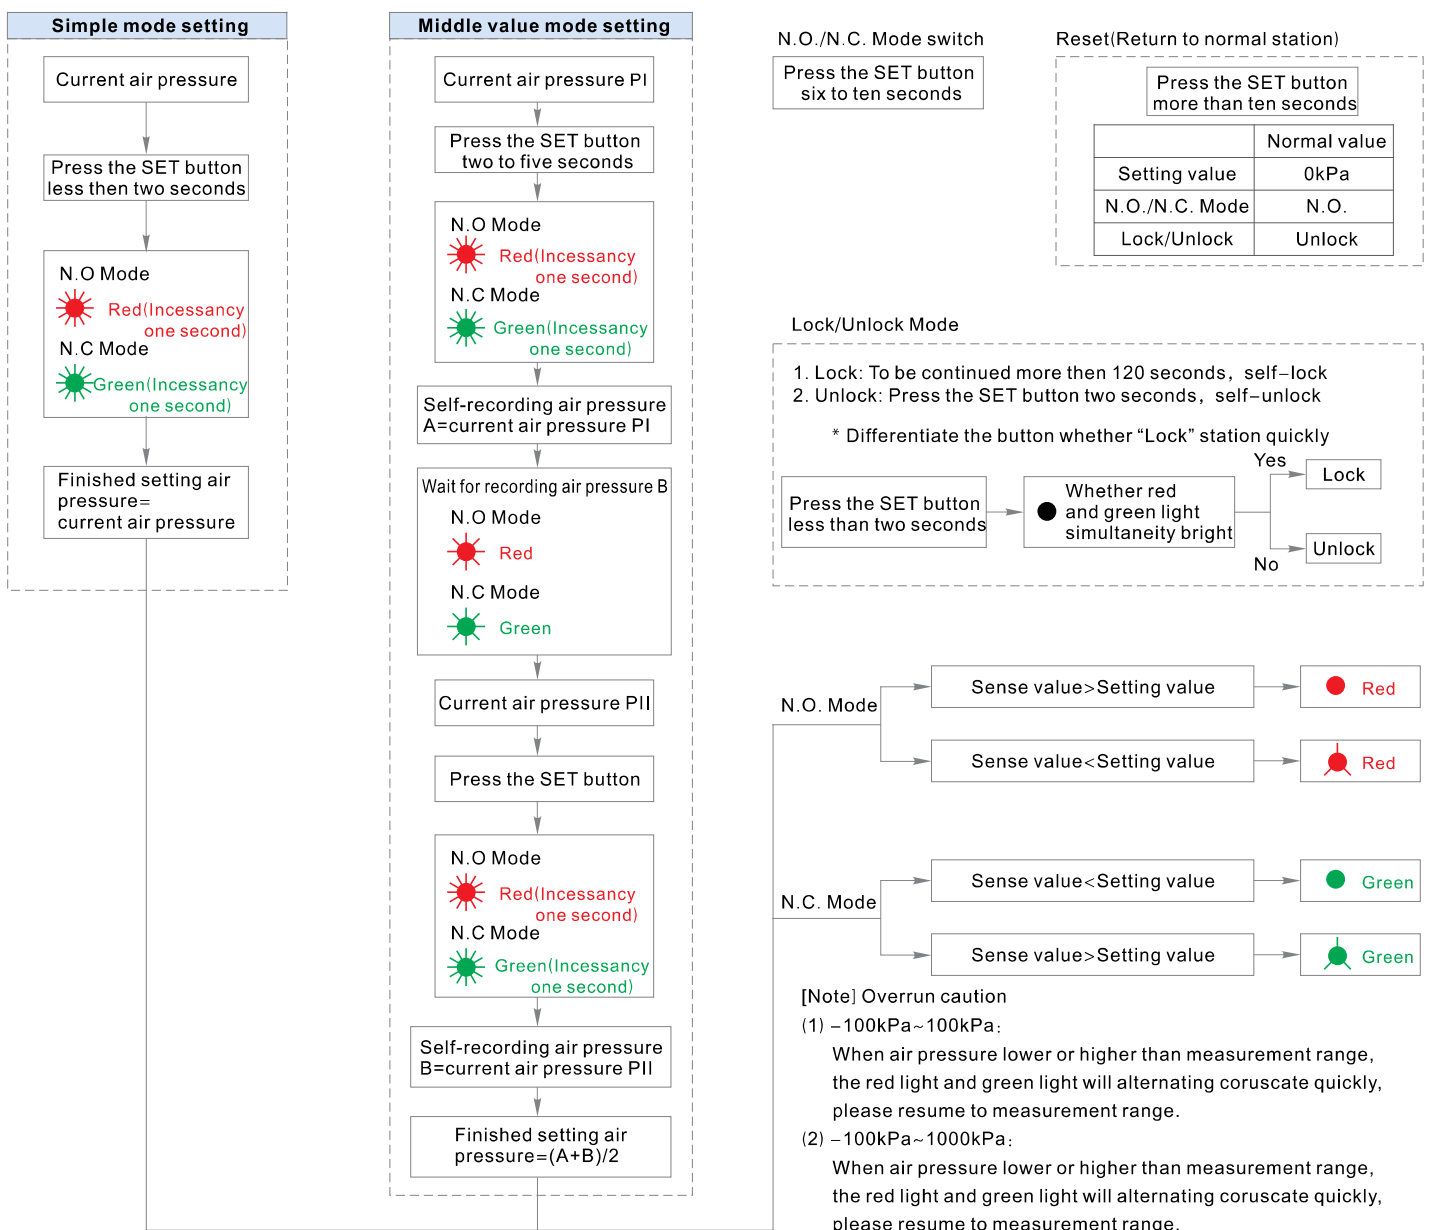 Simple mode setting
Current air pressure
Press the SET button
less then two seconds
N.O Mode
Red(Incessancy
one second)
N.C Mode
Green(Incessancy
one second)
Finished setting air
pressure=
current air pressure
Middle value mode setting
Current air pressure PI
Press the SET button
two to five seconds
N.O Mode
Red(Incessancy
one second)
N.C Mode
Green(Incessancy
one second)
Self-recording air pressure
A=current air pressure PI
Wait for recording air pressure B
N.O Mode
Red
N.C Mode
Green
Current air pressure PII
Press the SET button
N.O Mode
Red(Incessancy
one second)
N.C Mode
Green(Incessancy
one second)
Self-recording air pressure
B=current air pressure PII
Finished setting air
pressure=(A+B)/2
N.O./N.C. Mode switch
Press the SET button
six to ten seconds
Reset(Return to normal station)
Press the SET button
more than ten seconds
Normal value
Setting value 0kPa
N.O./N.C. Mode N.O.
Lock/Unlock Unlock
Lock/Unlock Mode
1. Lock: To be continued more then 120 seconds, self-lock
2. Unlock: Press the SET button two seconds, self-unlock
* Differentiate the button whether “Lock” station quickly
Press the SET button
less than two seconds
Whether red
and green light
simultaneity bright
Yes
Lock
No
Unlock
N.O. Mode
Sense value>Setting value
Red
Sense value<Setting value
Red
N.C. Mode
Sense value<Setting value
Green
Sense value>Setting value
Green
[Note] Overrun caution
(1) -100kPa~100kPa:
When air pressure lower or higher than measurement range,
the red light and green light will alternating coruscate quickly,
please resume to measurement range.
(2) -100kPa~1000kPa:
When air pressure lower or higher than measurement range,
the red light and green light will alternating coruscate quickly,
please resume to measurement range.